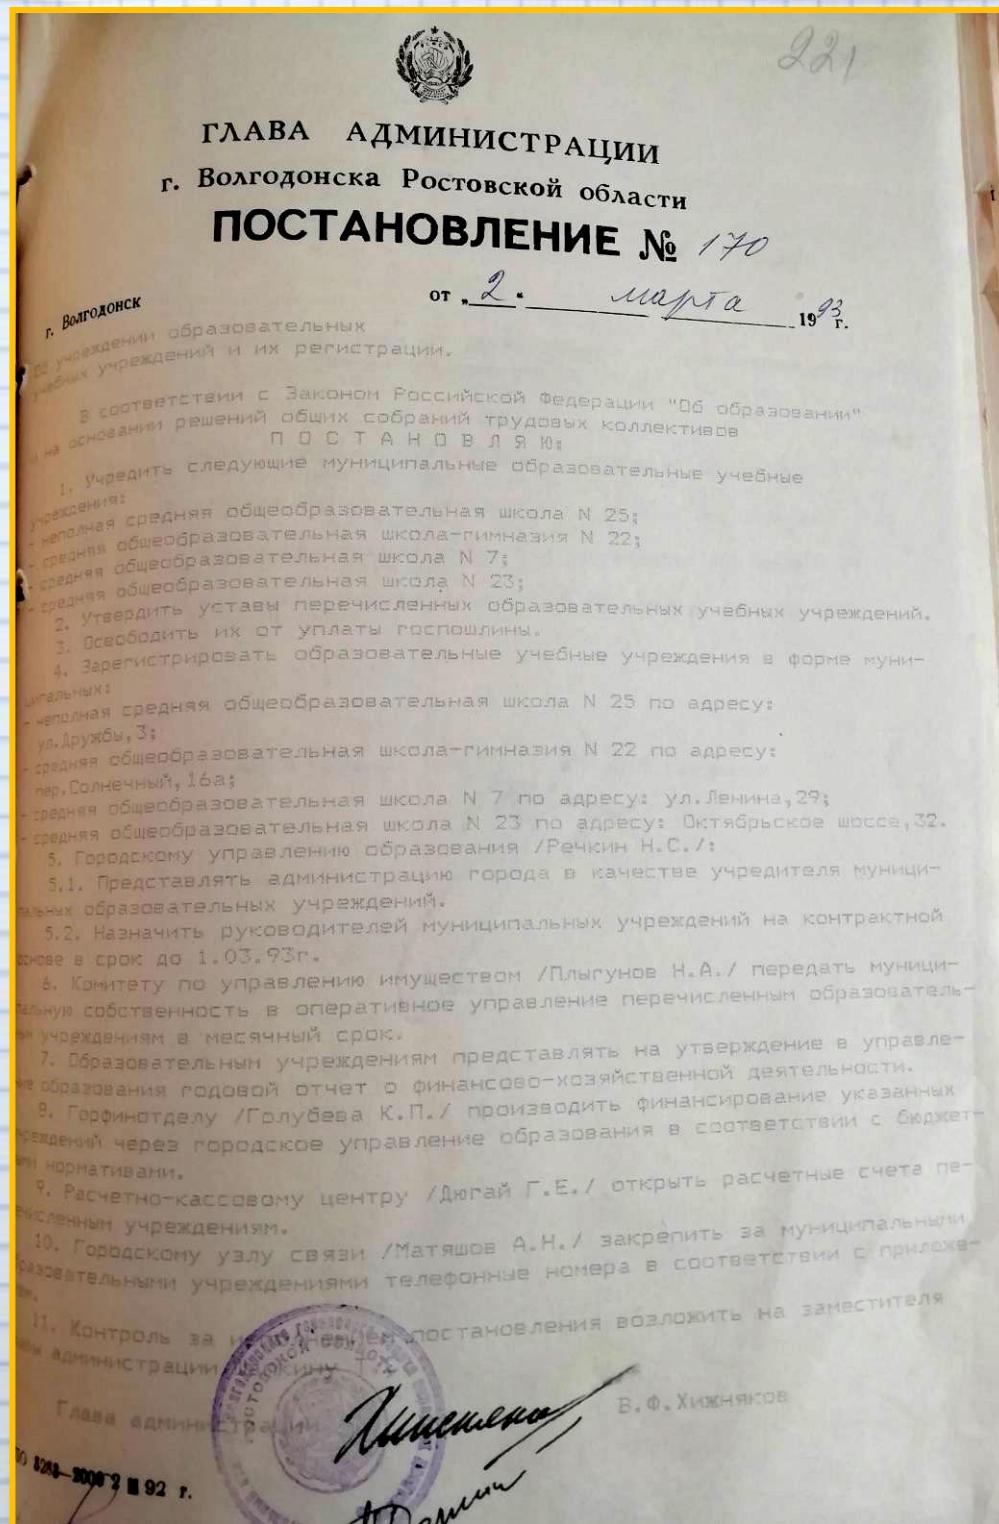 221
ГЛАВА АДМИНИСТРАЦИИ
г. Волгодонска Ростовской области
ПОСТАНОВЛЕНИЕ № 170
от „2" марта 1993 г.
г. Волгодонск
Об учреждении образовательных
учебных учреждений и их регистрации.
В соответствии с Законом Российской Федерации "Об образовании"
и на основании решений общих собраний трудовых коллективов
П О С Т А Н О В Л Я Ю:
1. Учредить следующие муниципальные образовательные учебные
учреждения:
- неполная средняя общеобразовательная школа N 25;
- средняя общеобразовательная школа-гимназия N 22;
- средняя общеобразовательная школа N 7;
- средняя общеобразовательная школа N 23;
2. Утвердить уставы перечисленных образовательных учебных учреждений.
3. Освободить их от уплаты госпошлины.
4. Зарегистрировать образовательные учебные учреждения в форме муни-
ципальных:
- неполная средняя общеобразовательная школа N 25 по адресу:
ул.Дружбы,3;
- средняя общеобразовательная школа-гимназия N 22 по адресу:
пер.Солнечный,16а;
- средняя общеобразовательная школа N 7 по адресу: ул.Ленина,29;
- средняя общеобразовательная школа N 23 по адресу: Октябрьское шоссе,32.
5. Городскому управлению образования /Речкин Н.С./:
5.1. Представлять администрацию города в качестве учредителя муници-
пальных образовательных учреждений.
5.2. Назначить руководителей муниципальных учреждений на контрактной
основе в срок до 1.03.93г.
6. Комитету по управлению имуществом /Плыгунов Н.А./ передать муници-
пальную собственность в оперативное управление перечисленным образователь-
ным учреждениям в месячный срок.
7. Образовательным учреждениям представлять на утверждение в управле-
ние образования годовой отчет о финансово-хозяйственной деятельности.
8. Горфинотделу /Голубева К.П./ производить финансирование указанных
учреждений через городское управление образования в соответствии с бюджет-
ными нормативами.
9. Расчетно-кассовому центру /Дюгай Г.Е./ открыть расчетные счета пе-
речисленным учреждениям.
10. Городскому узлу связи /Матяшов А.Н./ закрепить за муниципальными
образовательными учреждениями телефонные номера в соответствии с приложе-
нием.
11. Контроль за постановления возложить на заместителя
главы администрации
Глава администрации В.Ф.Хижняков
92 г.